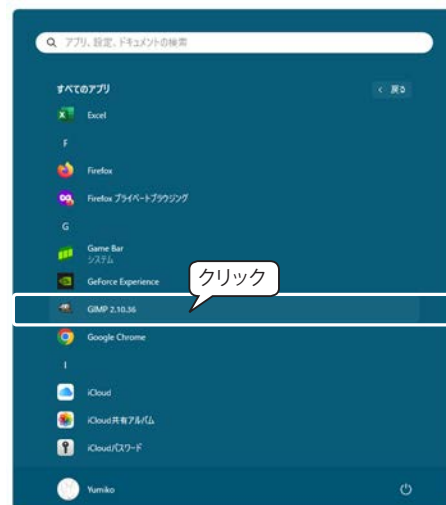 アプリ、設定、ドキュメントの検索
すべてのアプリ
戻る
Excel
F
Firefox
Firefox プライベートブラウジング
G
Game Bar
システム
GeForce Experience
クリック
GIMP 2.10.36
Google Chrome
I
iCloud
iCloud共有アルバム
iCloudパスワード
Yumiko